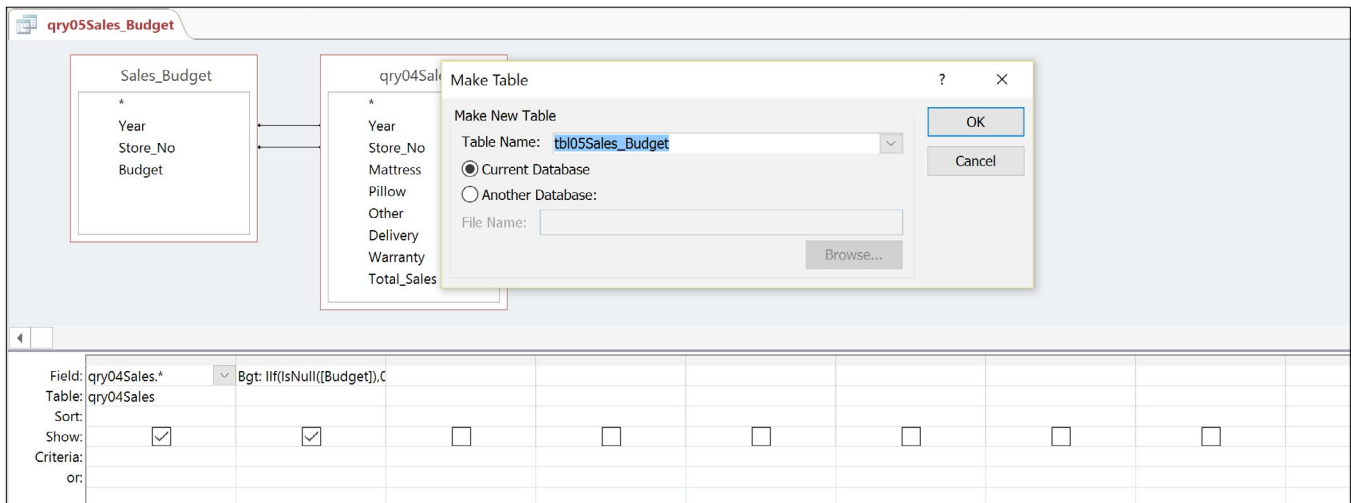 qry05Sales_Budget
Sales_Budget
*
Year
Store_No
Budget
qry04Sal
*
Year
Store_No
Mattress
Pillow
Other
Delivery
Warranty
Total_Sales
Make Table
? ×
Make New Table
Table Name: tbl05Sales_Budget
Current Database
Another Database:
File Name:
Browse...
OK
Cancel
Field: qry04Sales.* Bgt: IIf(IsNull([Budget]),0
Table: qry04Sales
Sort:
Show:
Criteria:
or: